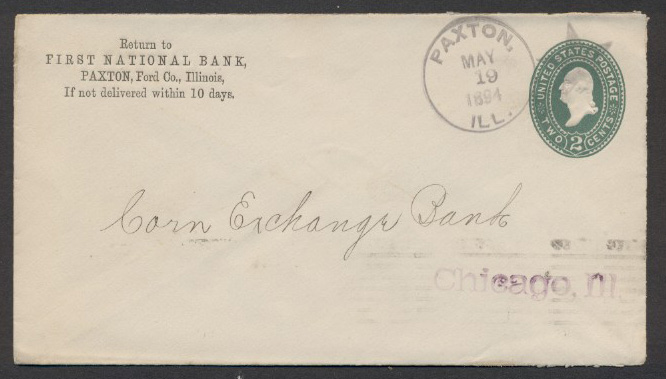 Return to
FIRST NATIONAL BANK,
PAXTON, Ford Co., Illinois,
If not delivered within 10 days.
PAXTON,
MAY
19
1894
ILL.
UNITED STATES POSTAGE
TWO 2 CENTS
Corn Exchange Bank
Chicago, Ill.